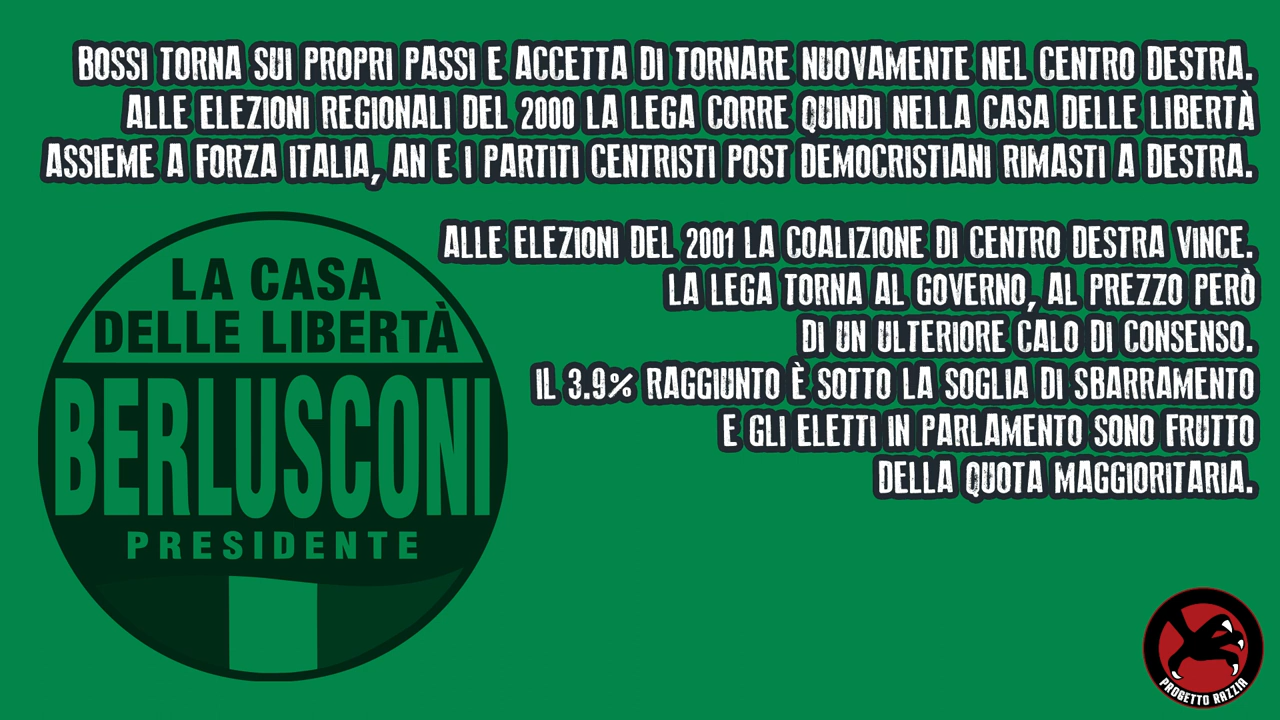 BOSSI TORNA SUI PROPRI PASSI E ACCETTA DI TORNARE NUOVAMENTE NEL CENTRO DESTRA.
ALLE ELEZIONI REGIONALI DEL 2000 LA LEGA CORRE QUINDI NELLA CASA DELLE LIBERTÀ
ASSIEME A FORZA ITALIA, AN E I PARTITI CENTRISTI POST DEMOCRISTIANI RIMASTI A DESTRA.
ALLE ELEZIONI DEL 2001 LA COALIZIONE DI CENTRO DESTRA VINCE.
LA LEGA TORNA AL GOVERNO, AL PREZZO PERÒ
DI UN ULTERIORE CALO DI CONSENSO.
IL 3.9% RAGGIUNTO È SOTTO LA SOGLIA DI SBARRAMENTO
E GLI ELETTI IN PARLAMENTO SONO FRUTTO
DELLA QUOTA MAGGIORITARIA.
LA CASA
DELLE LIBERTÀ
BERLUSCONI
PRESIDENTE
PROGETTO RAZZIA